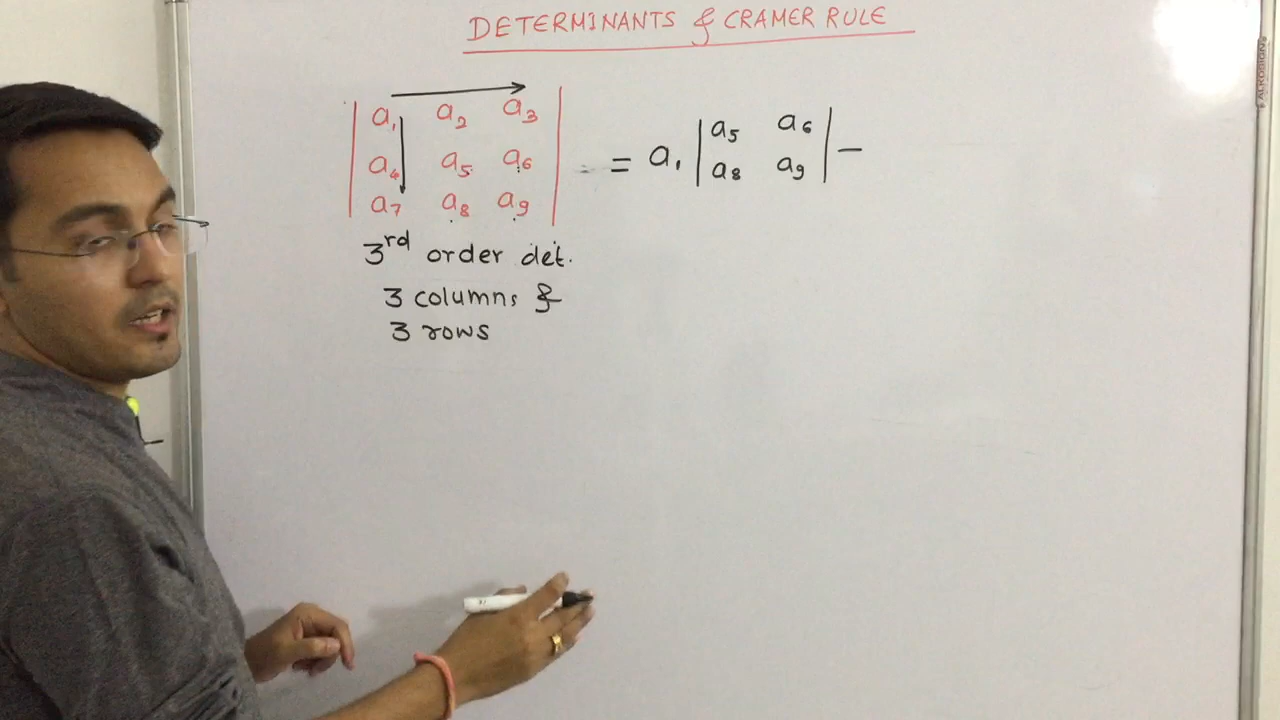 DETERMINANTS & CRAMER RULE
a₁ a₂ a₃
a₄ a₅ a₆ = a₁ | a₅ a₆ | −
a₈ a₉
a₇ a₈ a₉
3rd order det.
3 columns &
3 rows